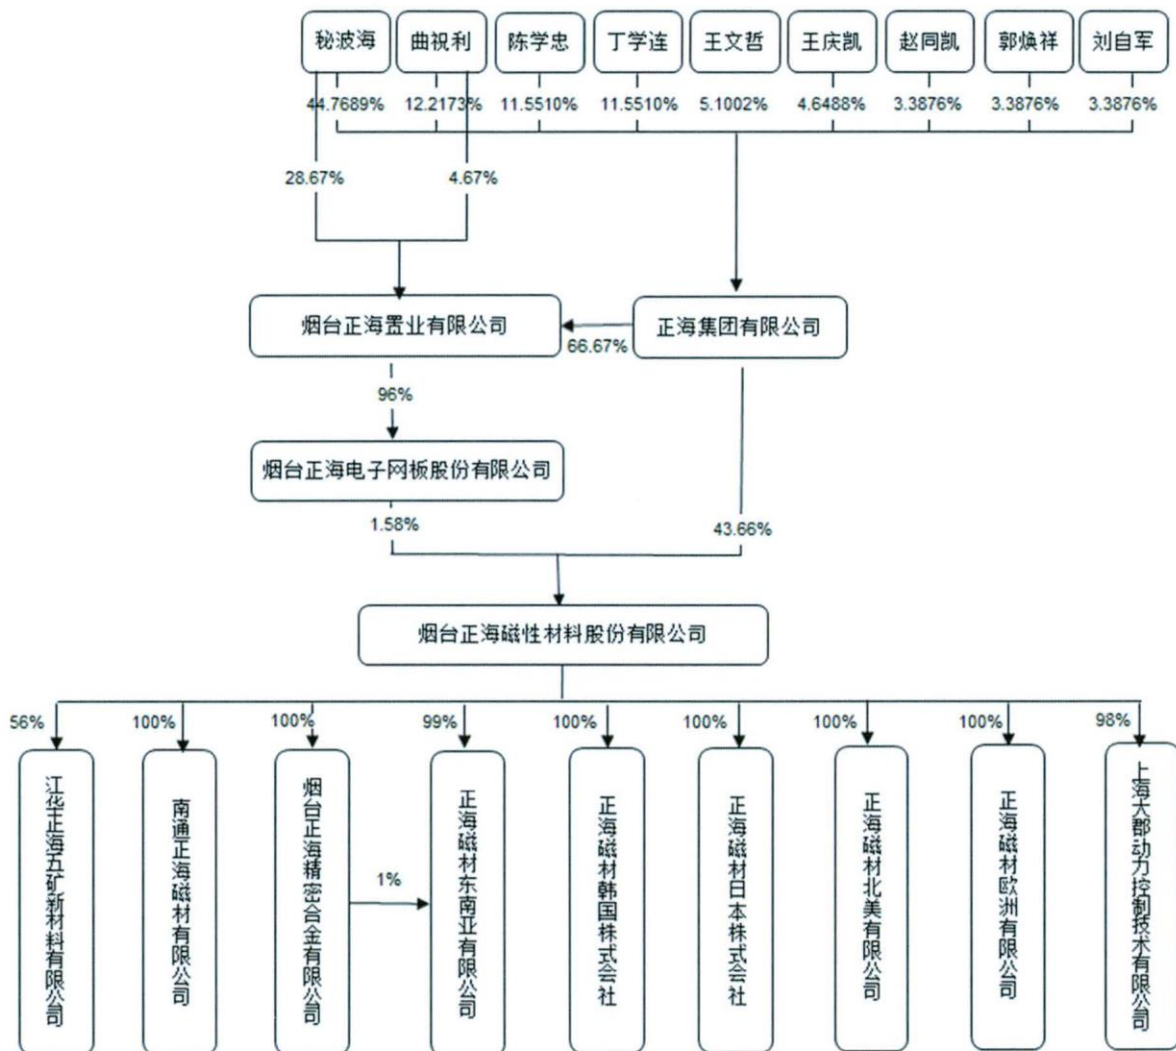 秘波海
曲祝利
陈学忠
丁学连
王文哲
王庆凯
赵同凯
郭焕祥
刘自军
44.7689%
12.2173%
11.5510%
11.5510%
5.1002%
4.6488%
3.3876%
3.3876%
3.3876%
28.67%
4.67%
烟台正海置业有限公司
正海集团有限公司
66.67%
96%
烟台正海电子网板股份有限公司
1.58%
43.66%
烟台正海磁性材料股份有限公司
56%
100%
100%
99%
100%
100%
100%
100%
98%
江华正海五矿新材料有限公司
南通正海磁材有限公司
烟台正海精密合金有限公司
1%
正海磁材东南亚有限公司
正海磁材韩国株式会社
正海磁材日本株式会社
正海磁材北美有限公司
正海磁材欧洲有限公司
上海大郡动力控制技术有限公司